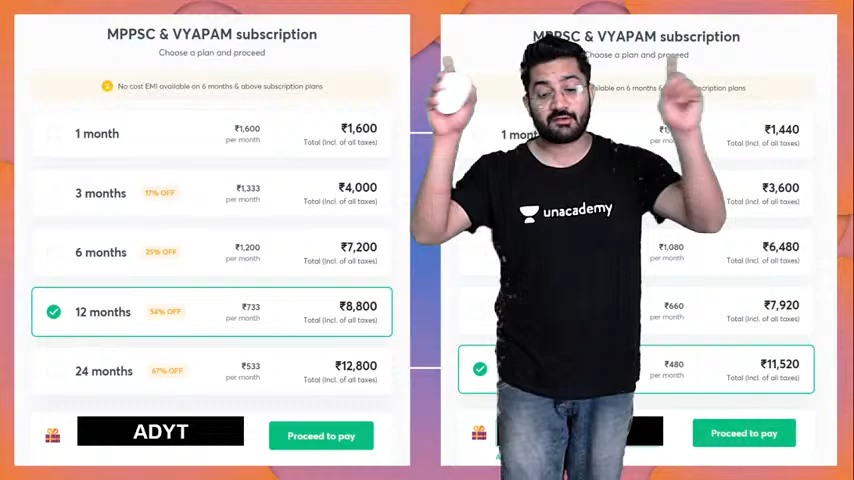 MPPSC & VYAPAM subscription
Choose a plan and proceed
No cost EMI available on 6 months & above subscription plans
1 month ₹1,600 ₹1,600
per month Total (Incl. of all taxes)
3 months 17% OFF ₹1,333 ₹4,000
per month Total (Incl. of all taxes)
6 months 25% OFF ₹1,200 ₹7,200
per month Total (Incl. of all taxes)
12 months 54% OFF ₹733 ₹8,800
per month Total (Incl. of all taxes)
24 months 67% OFF ₹533 ₹12,800
per month Total (Incl. of all taxes)
ADYT Proceed to pay
MPPSC & VYAPAM subscription
Choose a plan and proceed
on 6 months & above subscription plans
1 ₹1,440
Total (Incl. of all taxes)
₹3,600
Total (Incl. of all taxes)
₹1,080 ₹6,480
per month Total (Incl. of all taxes)
₹660 ₹7,920
per month Total (Incl. of all taxes)
₹480 ₹11,520
per month Total (Incl. of all taxes)
Proceed to pay
unacademy